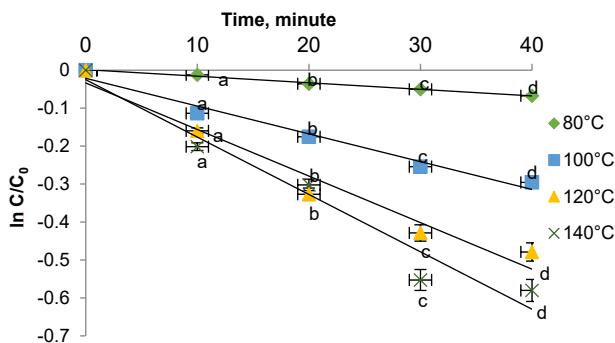 Time, minute
0 10 20 30 40
0
-0.1
-0.2
-0.3
-0.4
-0.5
-0.6
-0.7
ln C/C0
a b c d
a b c d
a b c d
a b c d
80°C
100°C
120°C
140°C